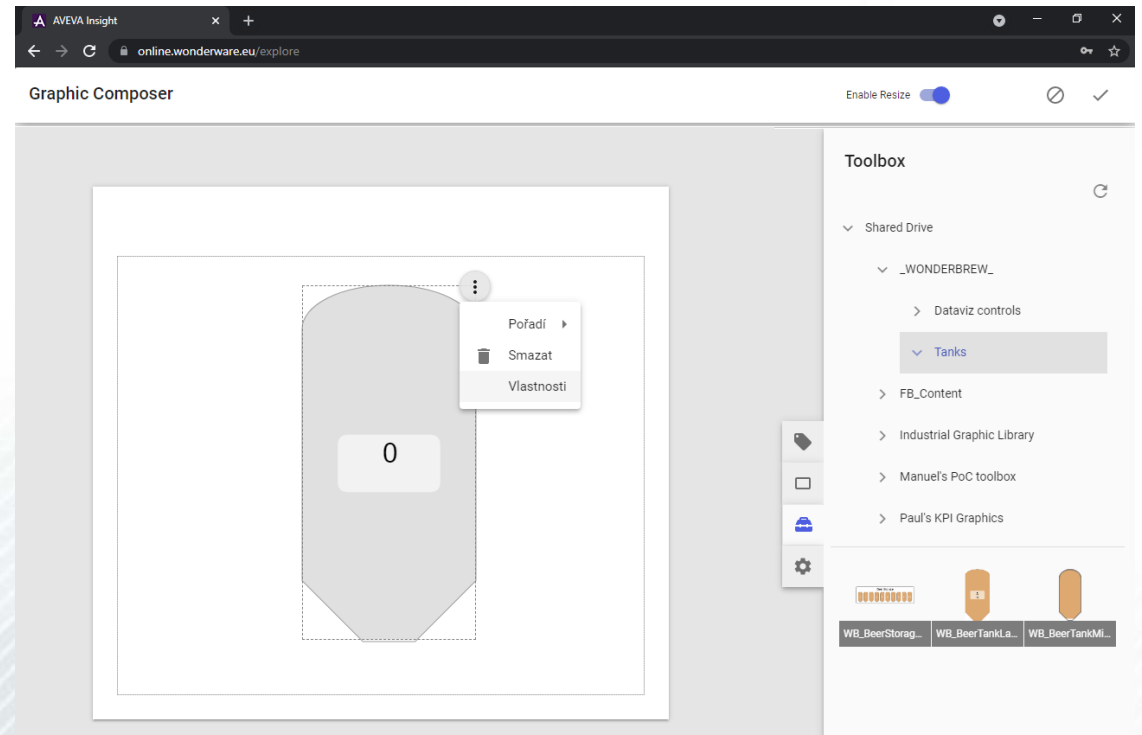 AVEVA Insight
online.wonderware.eu/explore
Graphic Composer
Enable Resize
Toolbox
Shared Drive
_WONDERBREW_
Dataviz controls
Tanks
FB_Content
Industrial Graphic Library
Manuel's PoC toolbox
Paul's KPI Graphics
Pořadí
Smazat
Vlastnosti
0
WB_BeerStorag... WB_BeerTankLa... WB_BeerTankMi...